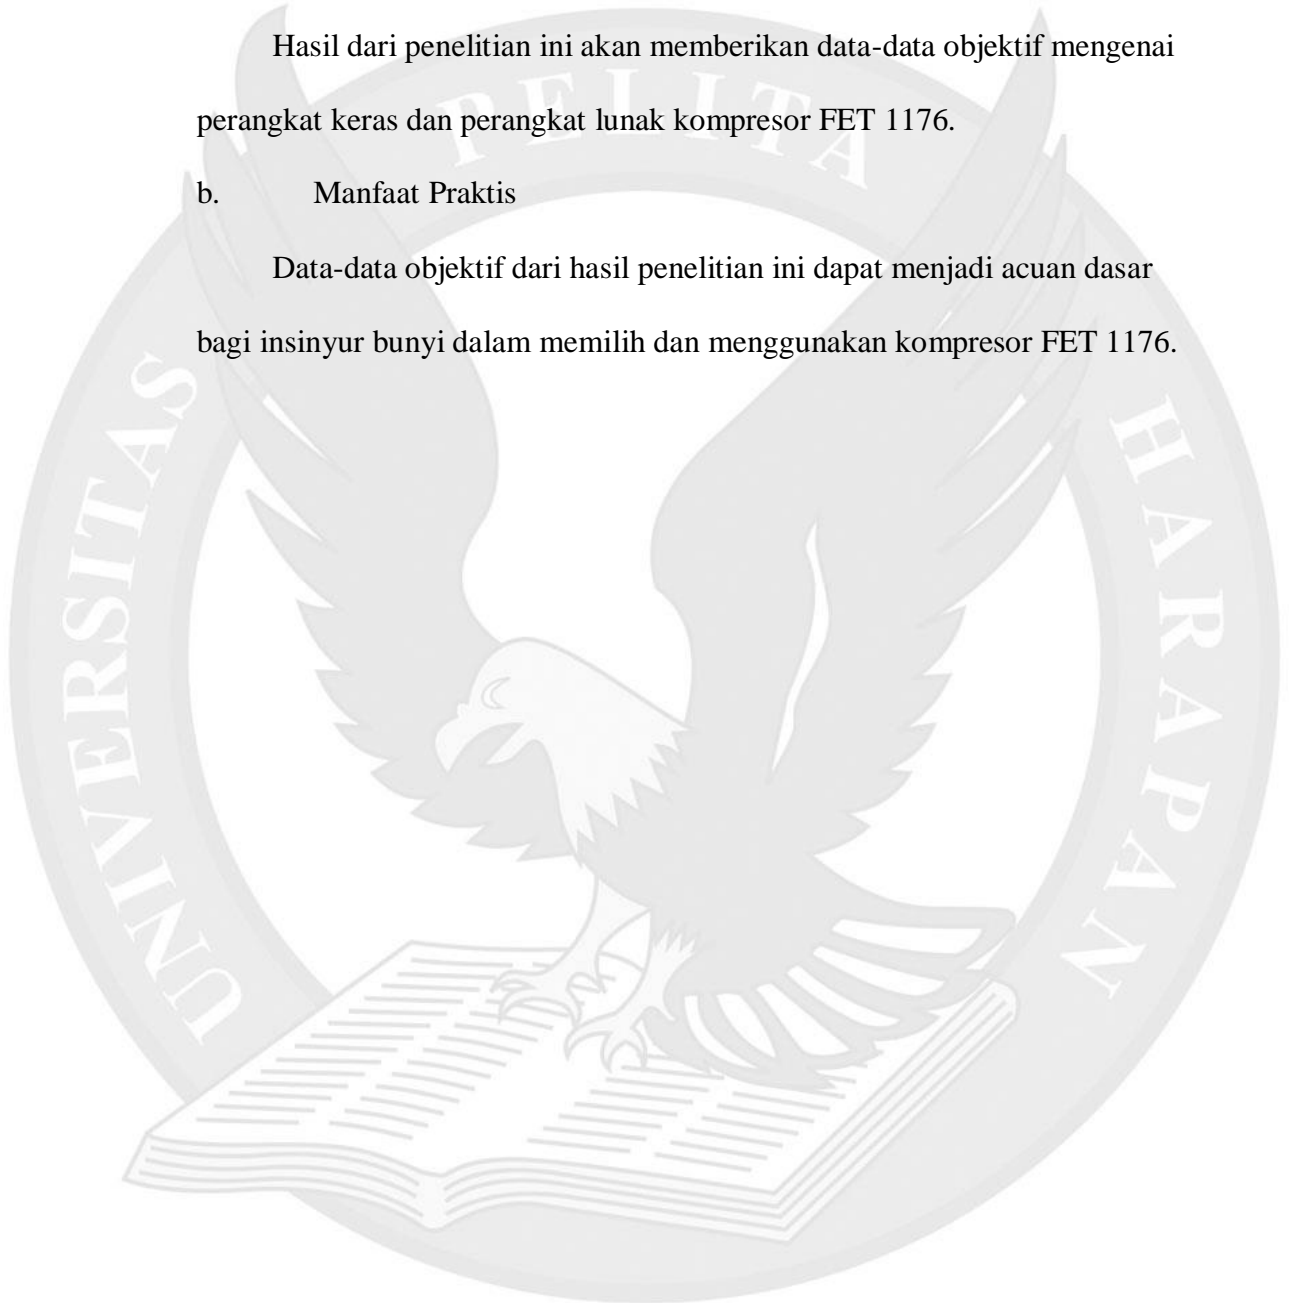 Hasil dari penelitian ini akan memberikan data-data objektif mengenai
perangkat keras dan perangkat lunak kompresor FET 1176.
b. Manfaat Praktis
Data-data objektif dari hasil penelitian ini dapat menjadi acuan dasar
bagi insinyur bunyi dalam memilih dan menggunakan kompresor FET 1176.
UNIVERSITAS PELITA HARAPAN